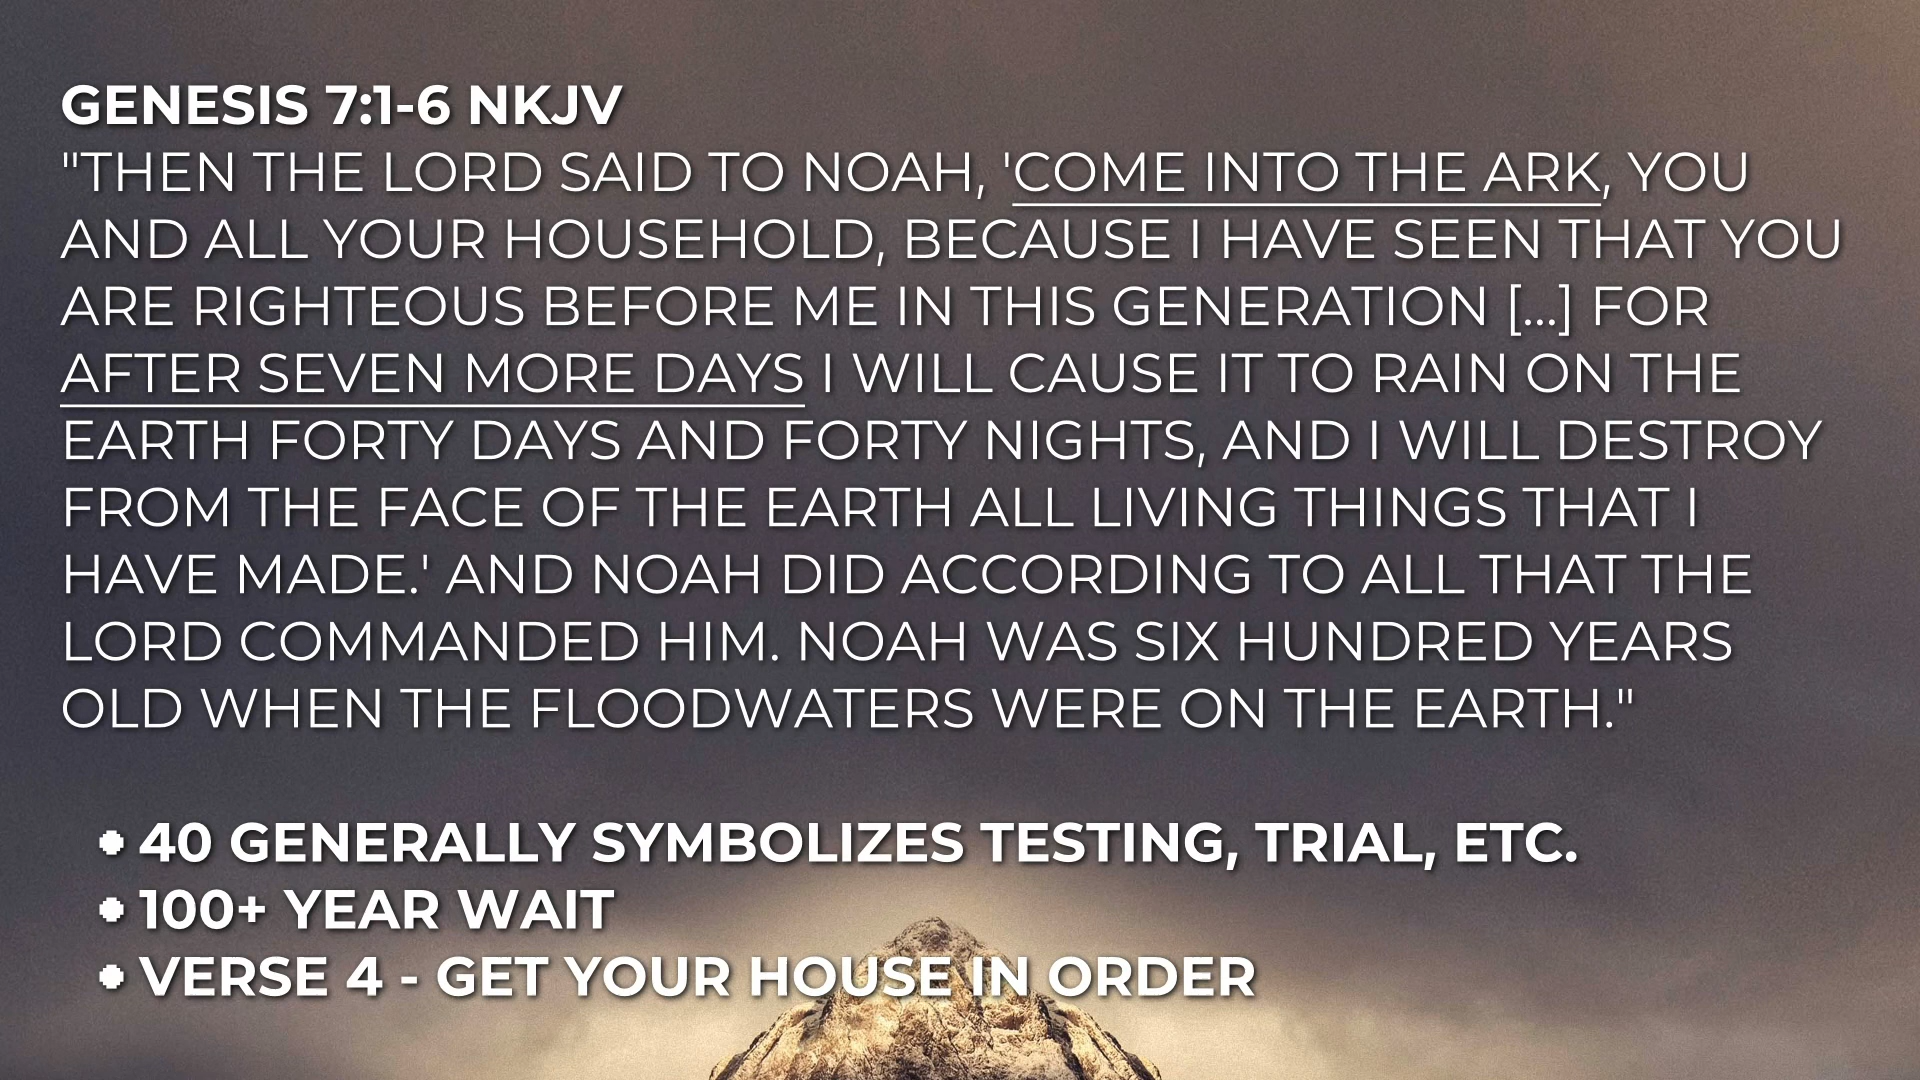 GENESIS 7:1-6 NKJV
"THEN THE LORD SAID TO NOAH, 'COME INTO THE ARK, YOU
AND ALL YOUR HOUSEHOLD, BECAUSE I HAVE SEEN THAT YOU
ARE RIGHTEOUS BEFORE ME IN THIS GENERATION [...] FOR
AFTER SEVEN MORE DAYS I WILL CAUSE IT TO RAIN ON THE
EARTH FORTY DAYS AND FORTY NIGHTS, AND I WILL DESTROY
FROM THE FACE OF THE EARTH ALL LIVING THINGS THAT I
HAVE MADE.' AND NOAH DID ACCORDING TO ALL THAT THE
LORD COMMANDED HIM. NOAH WAS SIX HUNDRED YEARS
OLD WHEN THE FLOODWATERS WERE ON THE EARTH."
• 40 GENERALLY SYMBOLIZES TESTING, TRIAL, ETC.
• 100+ YEAR WAIT
• VERSE 4 - GET YOUR HOUSE IN ORDER